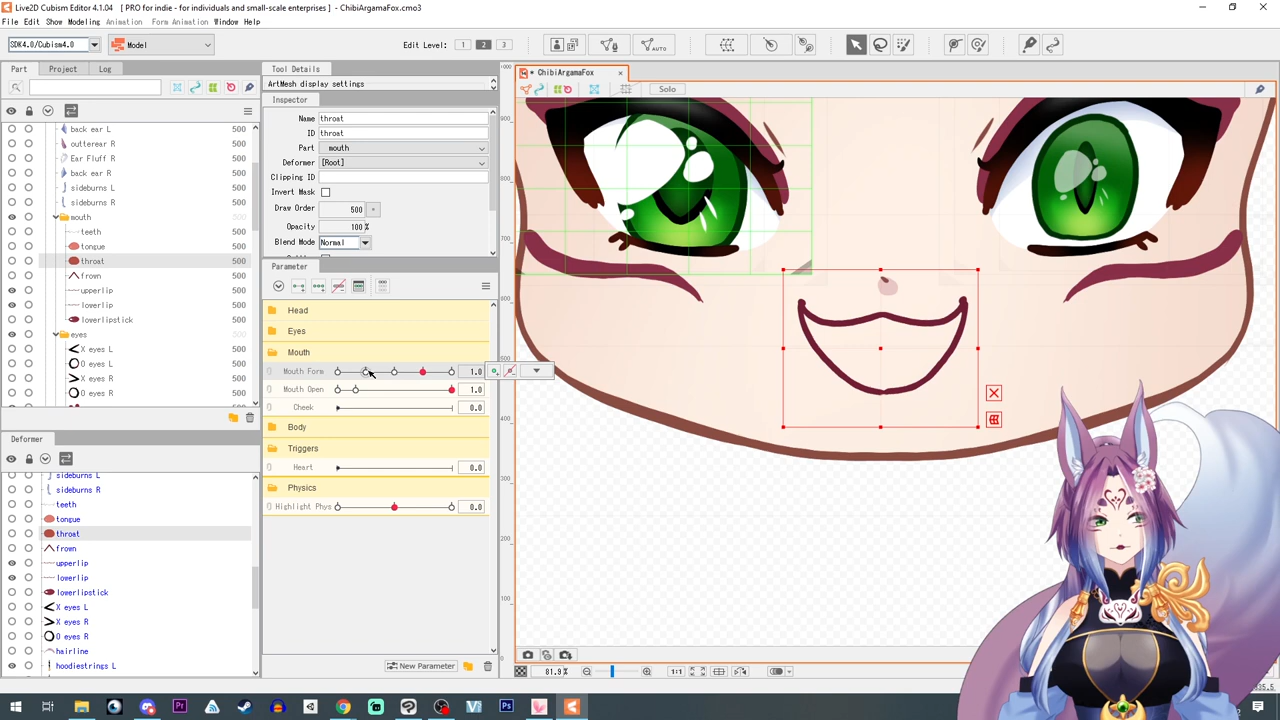 Live2D Cubism Editor 4.1.04 [ PRO for indie - for individuals and small-scale enterprises ] - ChibiArgamaFox.cmo3
File Edit Show Modeling Animation Form Animation Window Help
SDK4.0/Cubism4.0 Model Edit Level: 1 2 3 AUTO
Part Project Log
back ear L 500
outterear R 500
Ear Fluff R 500
back ear R 500
sideburns L 500
sideburns R 500
mouth
teeth 500
tongue 500
throat 500
frown 500
upperlip 500
lowerlip 500
lowerlipstick 500
eyes 500
X eyes L 500
O eyes L 500
X eyes R 500
O eyes R 500
Deformer
sideburns L
sideburns R
teeth
tongue
throat
frown
upperlip
lowerlip
lowerlipstick
X eyes L
X eyes R
O eyes R
hairline
hoodiestrings L
Tool Details
ArtMesh display settings
Inspector
Name throat
ID throat
Part mouth
Deformer [Root]
Clipping ID
Invert Mask
Draw Order 500
Opacity 100 %
Blend Mode Normal
Parameter
Head
Eyes
Mouth
Mouth Form 1.0
Mouth Open 1.0
Cheek 0.0
Body
Triggers
Heart 0.0
Physics
Highlight Phys 0.0
New Parameter
* ChibiArgamaFox
Solo
81.9% 1:1